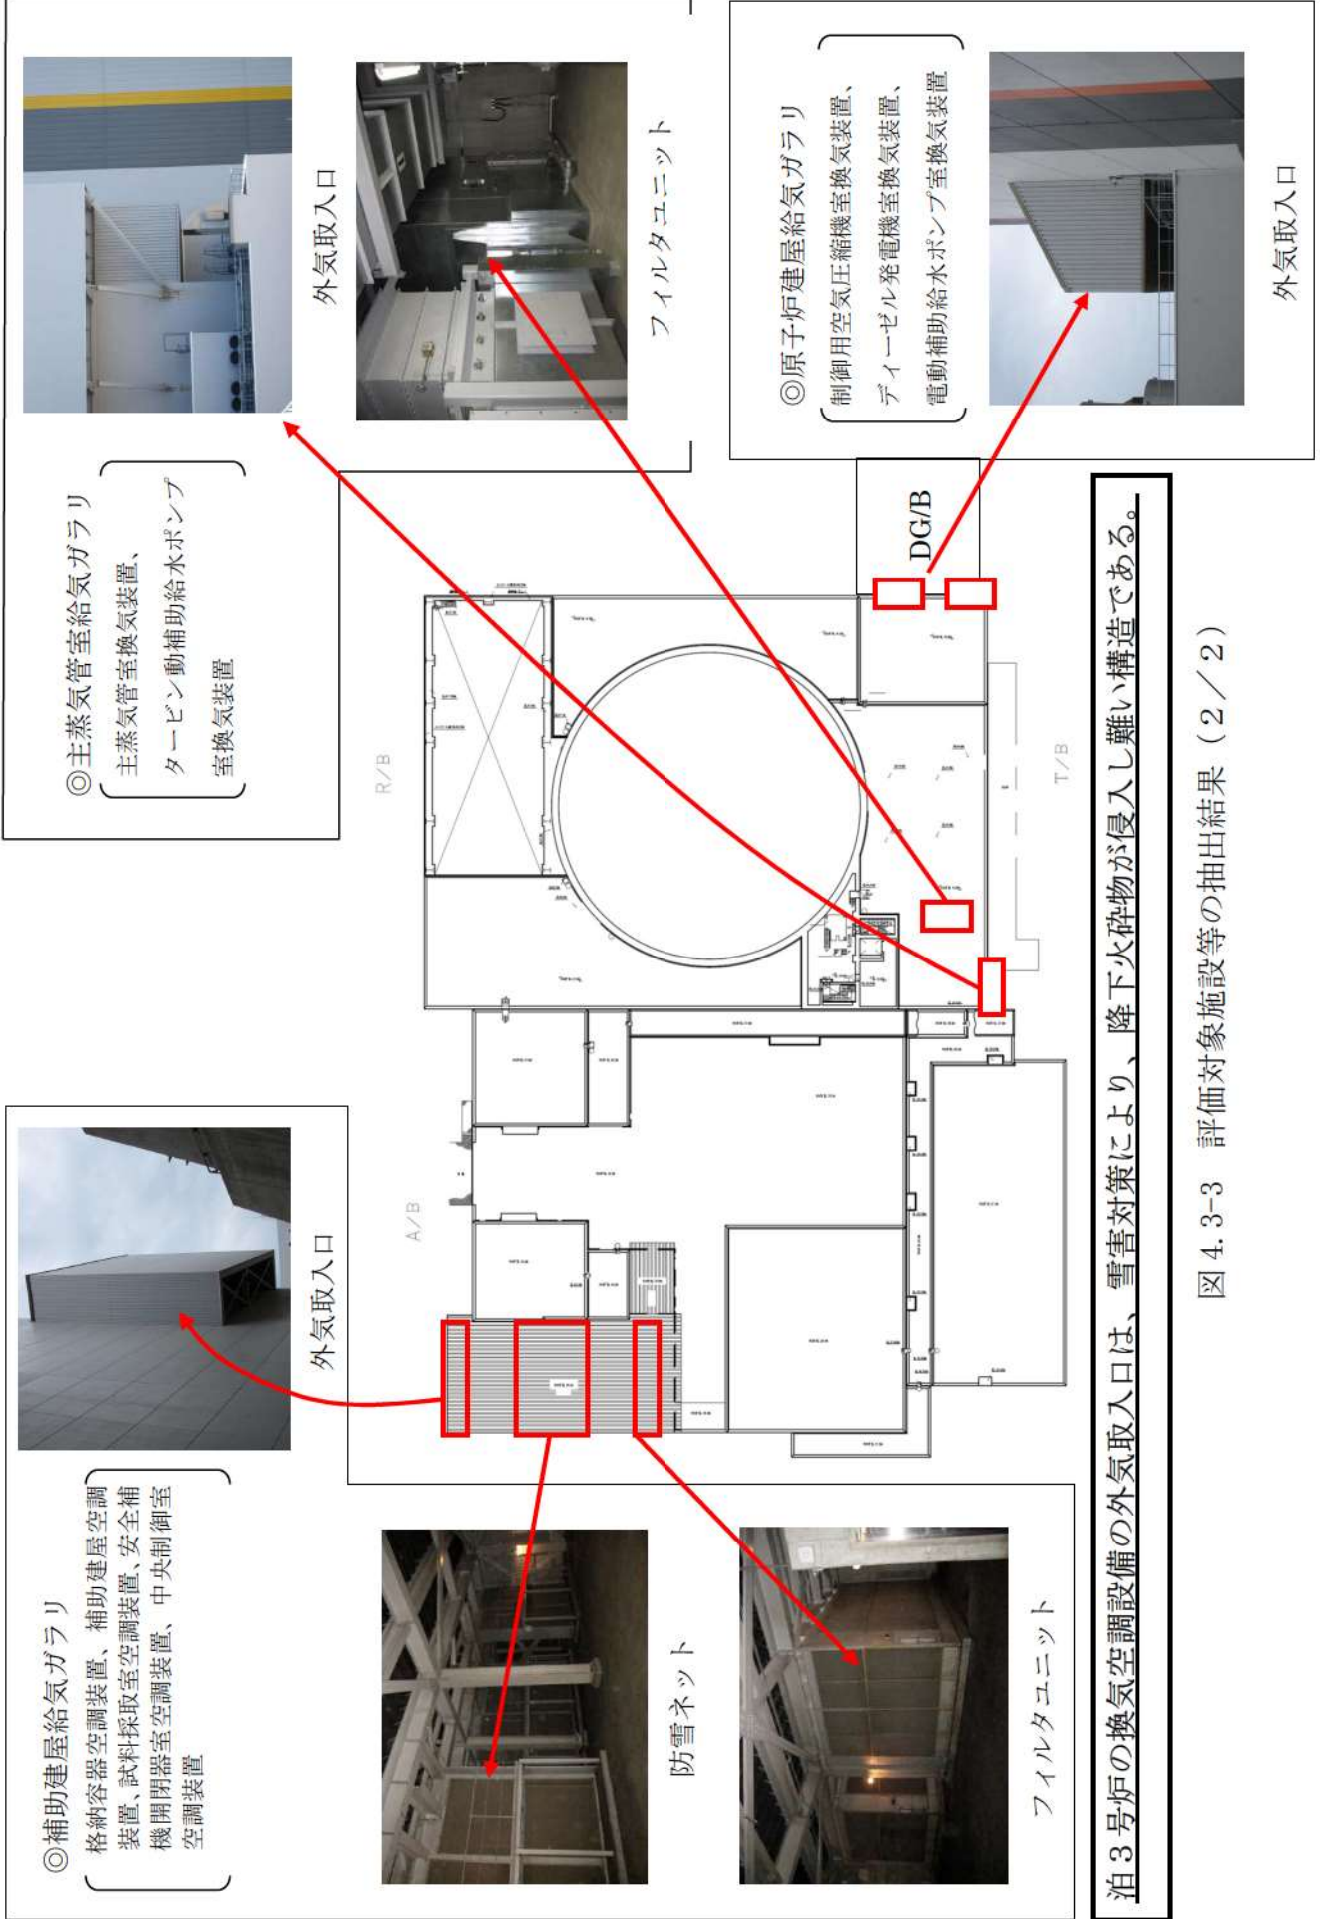 ◎補助建屋給気ガラリ
格納容器空調装置、補助建屋空調
装置、試料採取室空調装置、安全補
機開閉器室空調装置、中央制御室
空調装置
外気取入口
防雪ネット
フィルタユニット
◎主蒸気管室給気ガラリ
主蒸気管室換気装置、
タービン動補助給水ポンプ
室換気装置
外気取入口
フィルタユニット
◎原子炉建屋給気ガラリ
制御用空気圧縮機室換気装置、
ディーゼル発電機室換気装置、
電動補助給水ポンプ室換気装置
外気取入口
A/B
R/B
DG/B
T/B
泊3号炉の換気空調設備の外気取入口は、雪害対策により、降下火砕物が侵入し難い構造である。
図4.3-3 評価対象施設等の抽出結果（2／2）